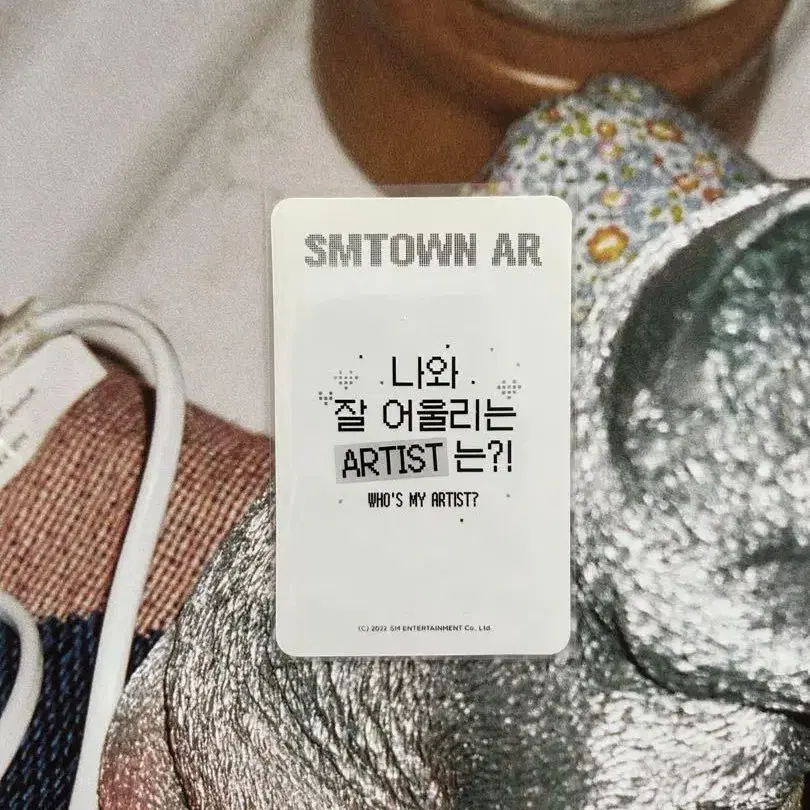 SMTOWN AR
나와
잘 어울리는
ARTIST 는?!
WHO'S MY ARTIST?
(C) 2022 SM ENTERTAINMENT Co., Ltd.